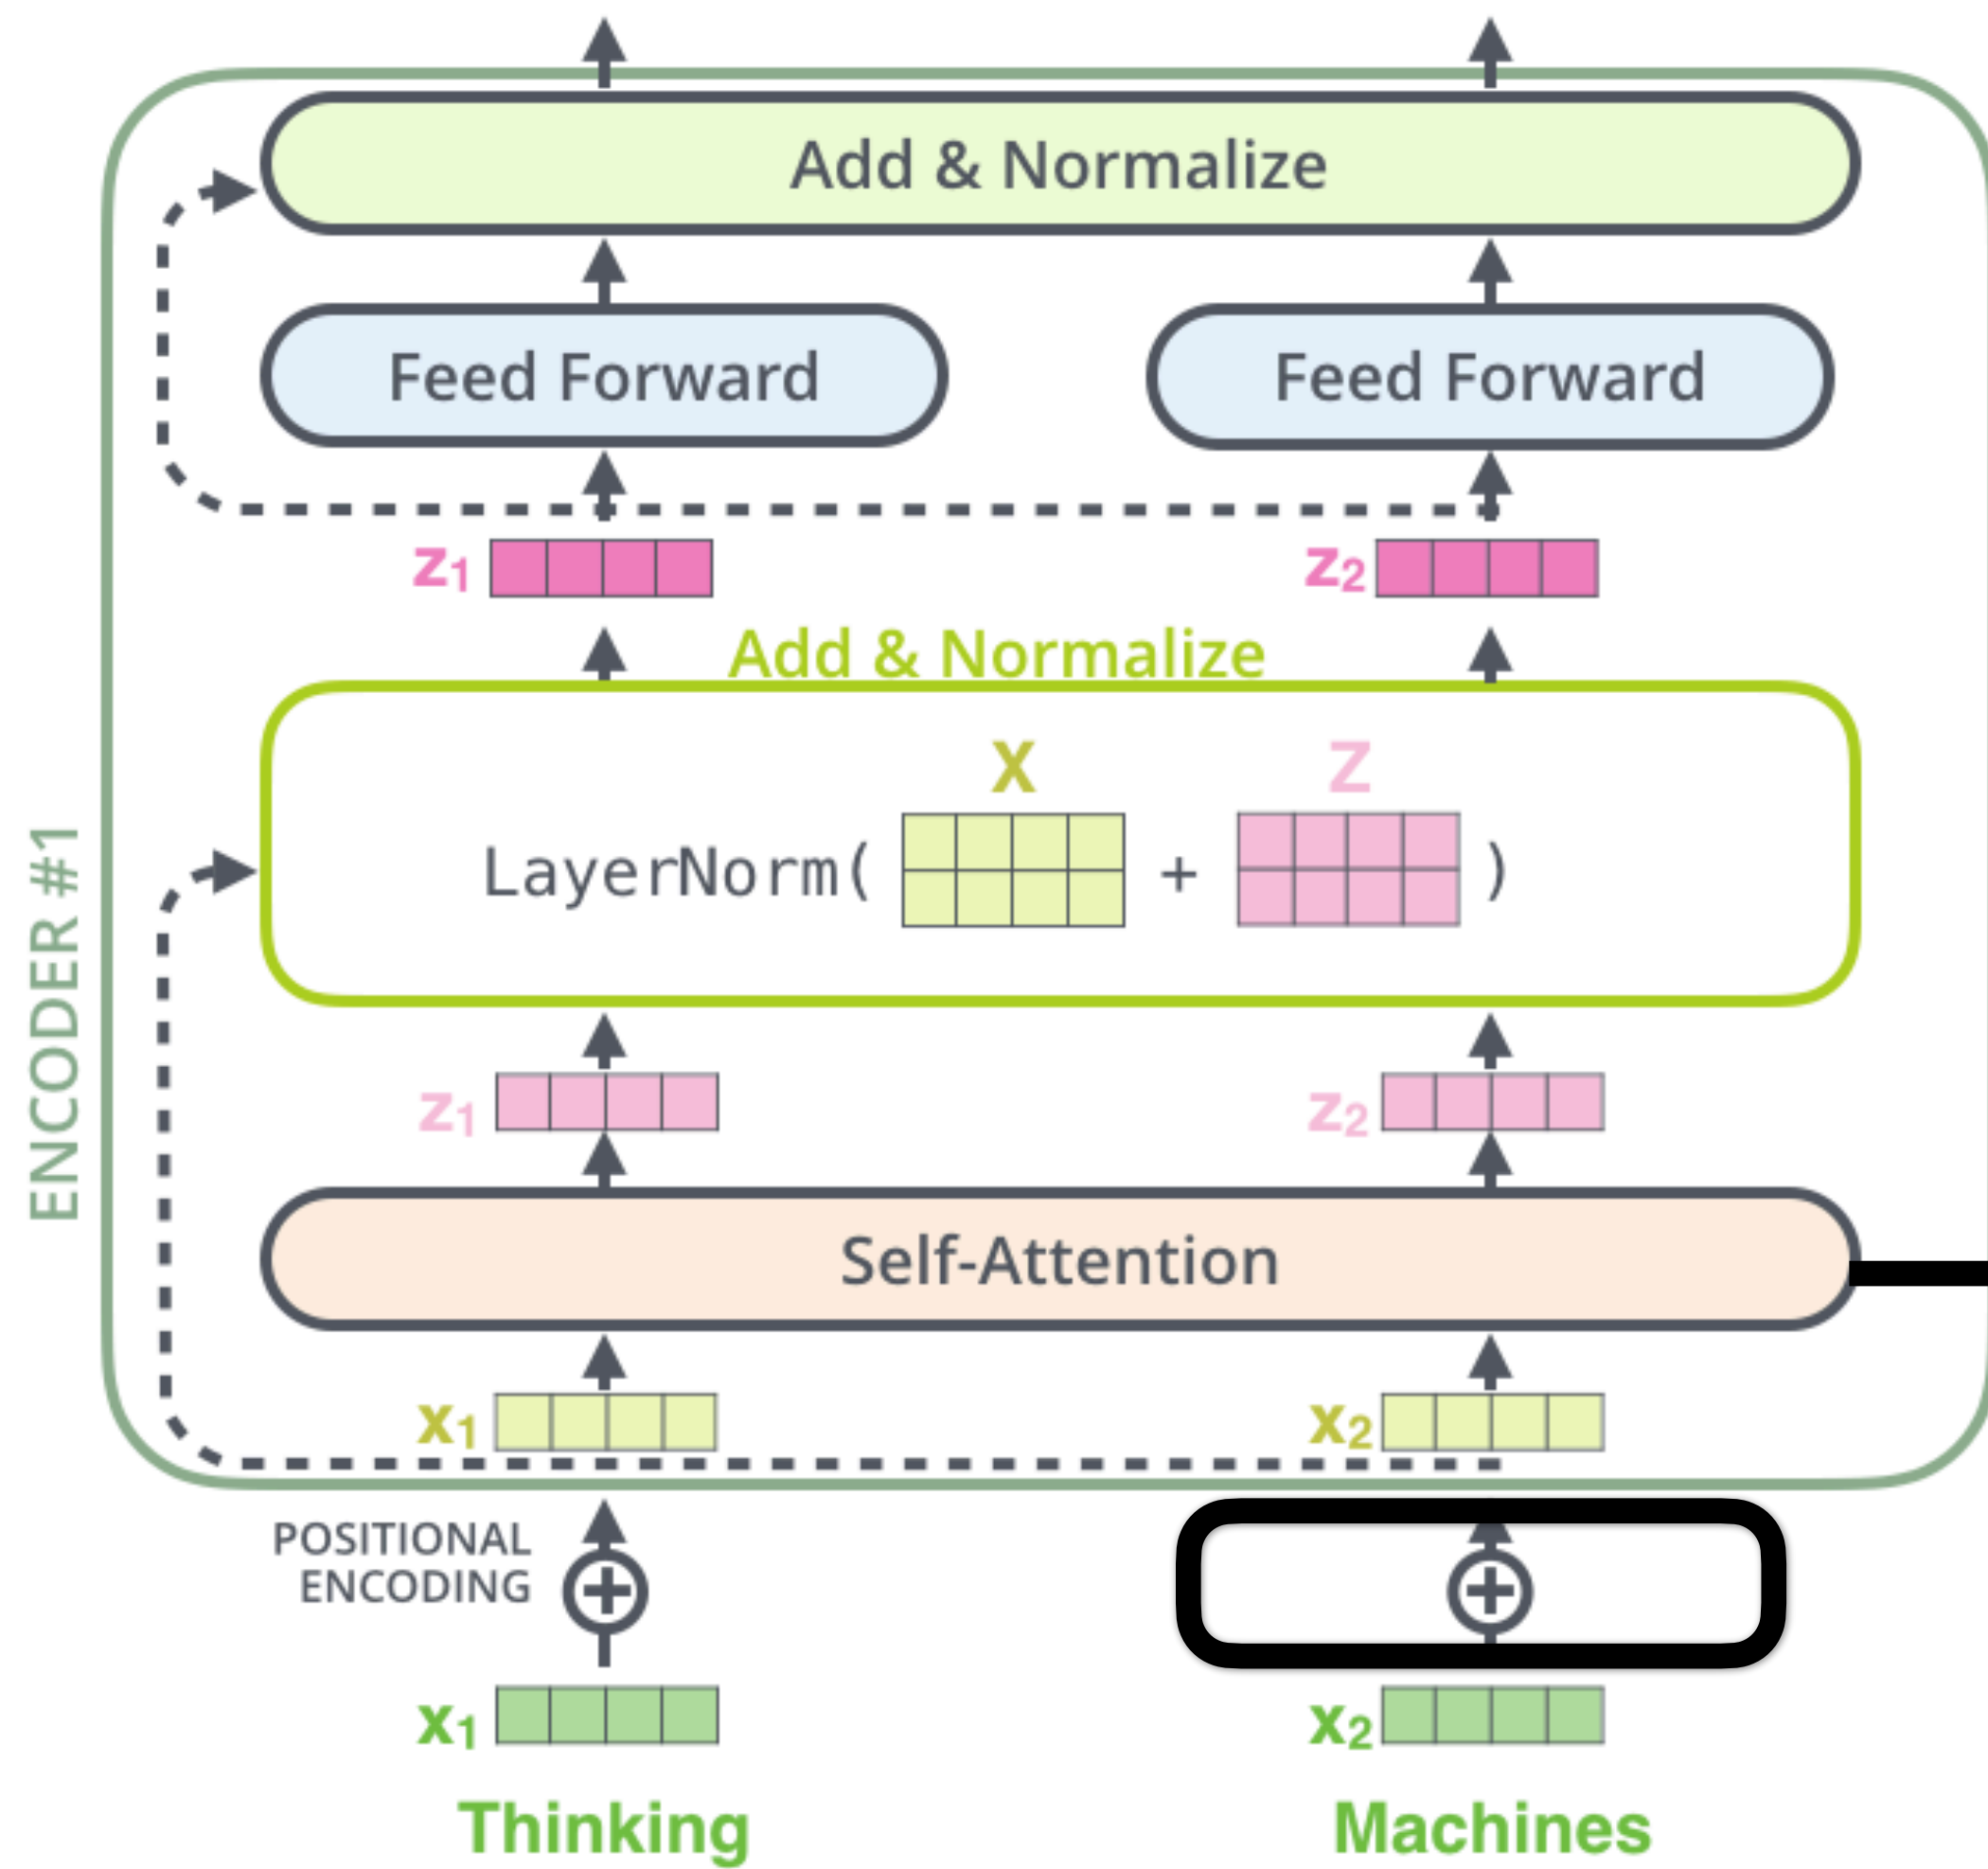 Add & Normalize
Feed Forward Feed Forward
z1 z2
Add & Normalize
X Z
LayerNorm( + )
ENCODER #1
z1 z2
Self-Attention
x1 x2
POSITIONAL
ENCODING
x1 x2
Thinking Machines